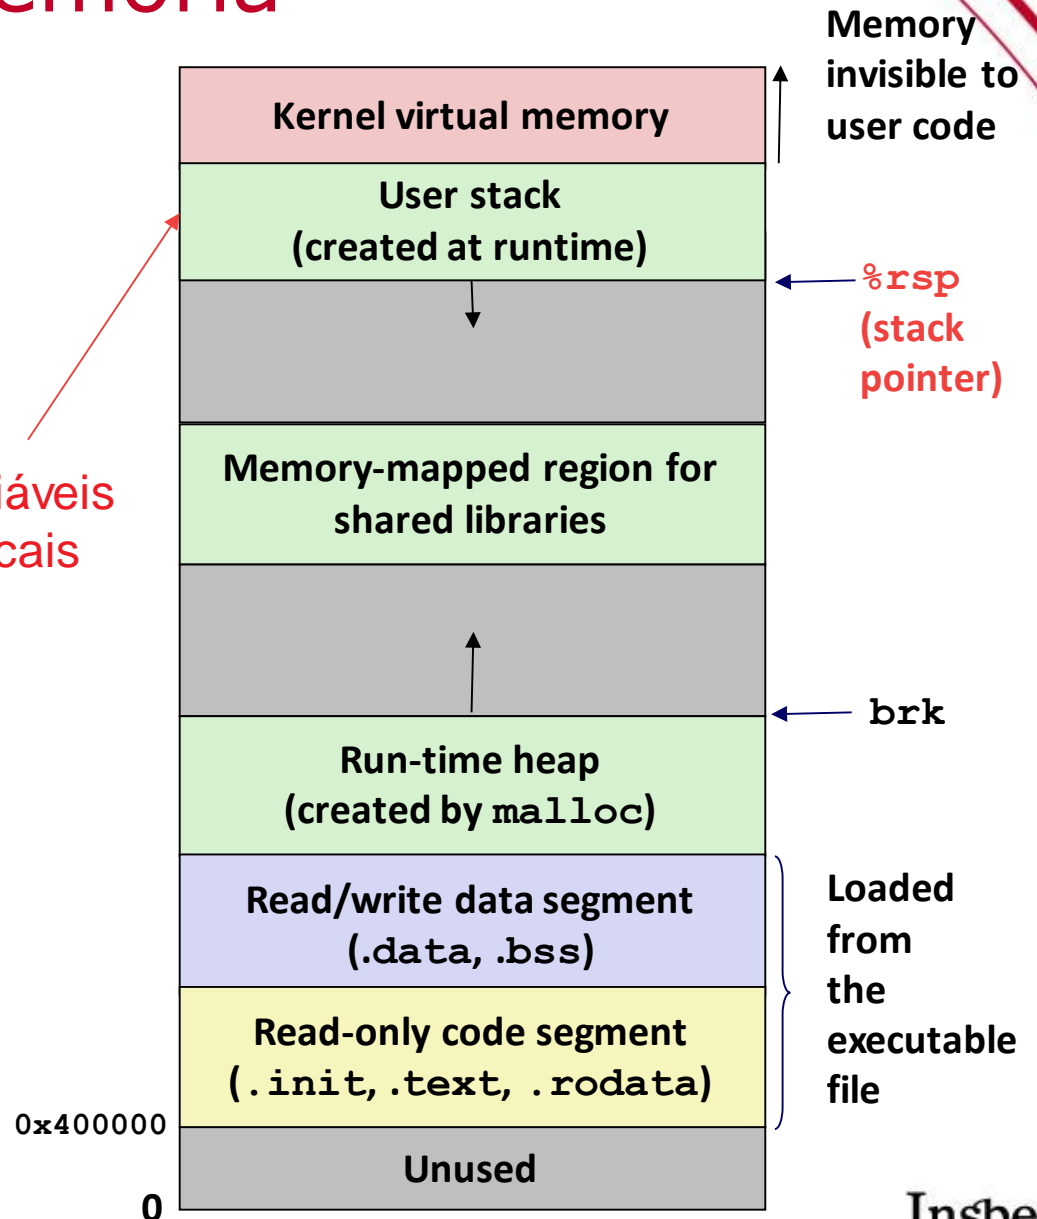 Memory
invisible to
user code
Kernel virtual memory
User stack
(created at runtime)
%rsp
(stack
pointer)
Memory-mapped region for
shared libraries
brk
Run-time heap
(created by malloc)
Read/write data segment
(.data, .bss)
Loaded
from
the
executable
file
Read-only code segment
(.init, .text, .rodata)
0x400000
Unused
0